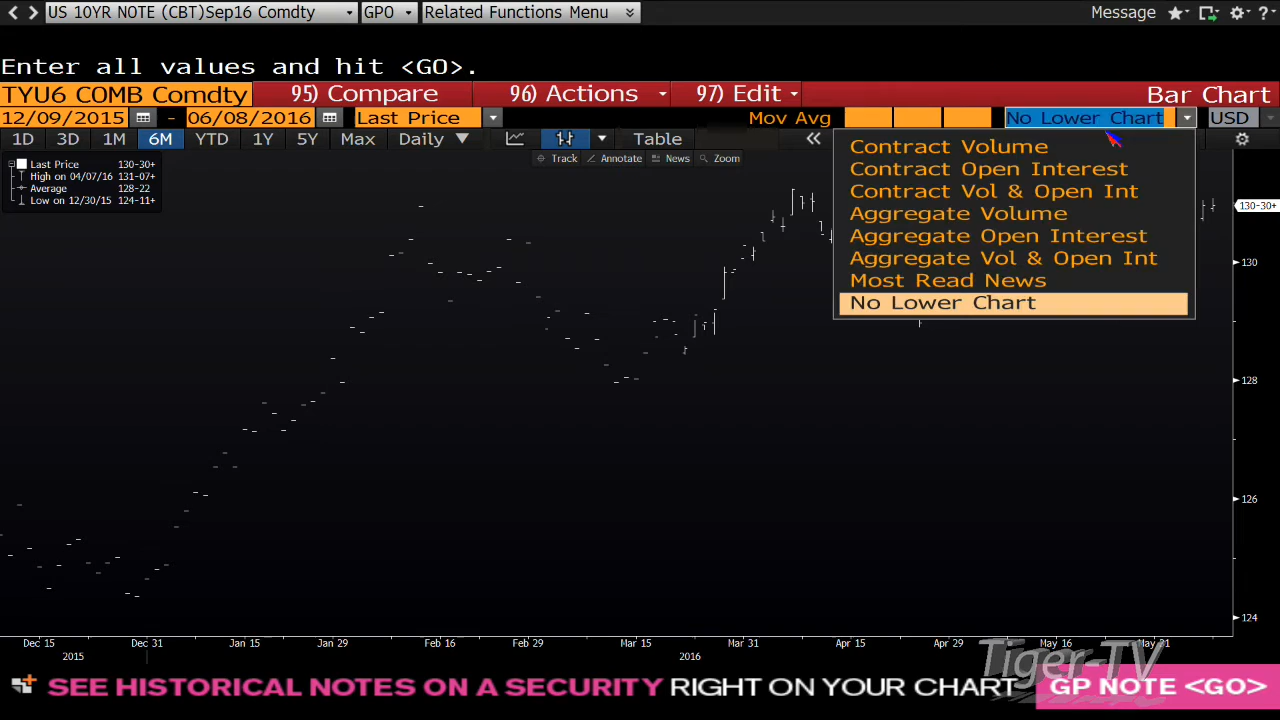 US 10YR NOTE (CBT)Sep16 Comdty GPO Related Functions Menu Message
Enter all values and hit <GO>.
TYU6 COMB Comdty 95) Compare 96) Actions 97) Edit Bar Chart
12/09/2015 - 06/08/2016 Last Price Mov Avg No Lower Chart USD
1D 3D 1M 6M YTD 1Y 5Y Max Daily Table
Track Annotate News Zoom
Contract Volume
Contract Open Interest
Contract Vol & Open Int
Aggregate Volume
Aggregate Open Interest
Aggregate Vol & Open Int
Most Read News
No Lower Chart
Last Price 130-30+
High on 04/07/16 131-07+
Average 128-22
Low on 12/30/15 124-11+
130-30+
130
128
126
124
Dec 15 Dec 31 Jan 15 Jan 29 Feb 16 Feb 29 Mar 15 Mar 31 Apr 15 Apr 29 May 16 May 31
2015 2016
Tiger-TV
SEE HISTORICAL NOTES ON A SECURITY RIGHT ON YOUR CHART GP NOTE <GO>